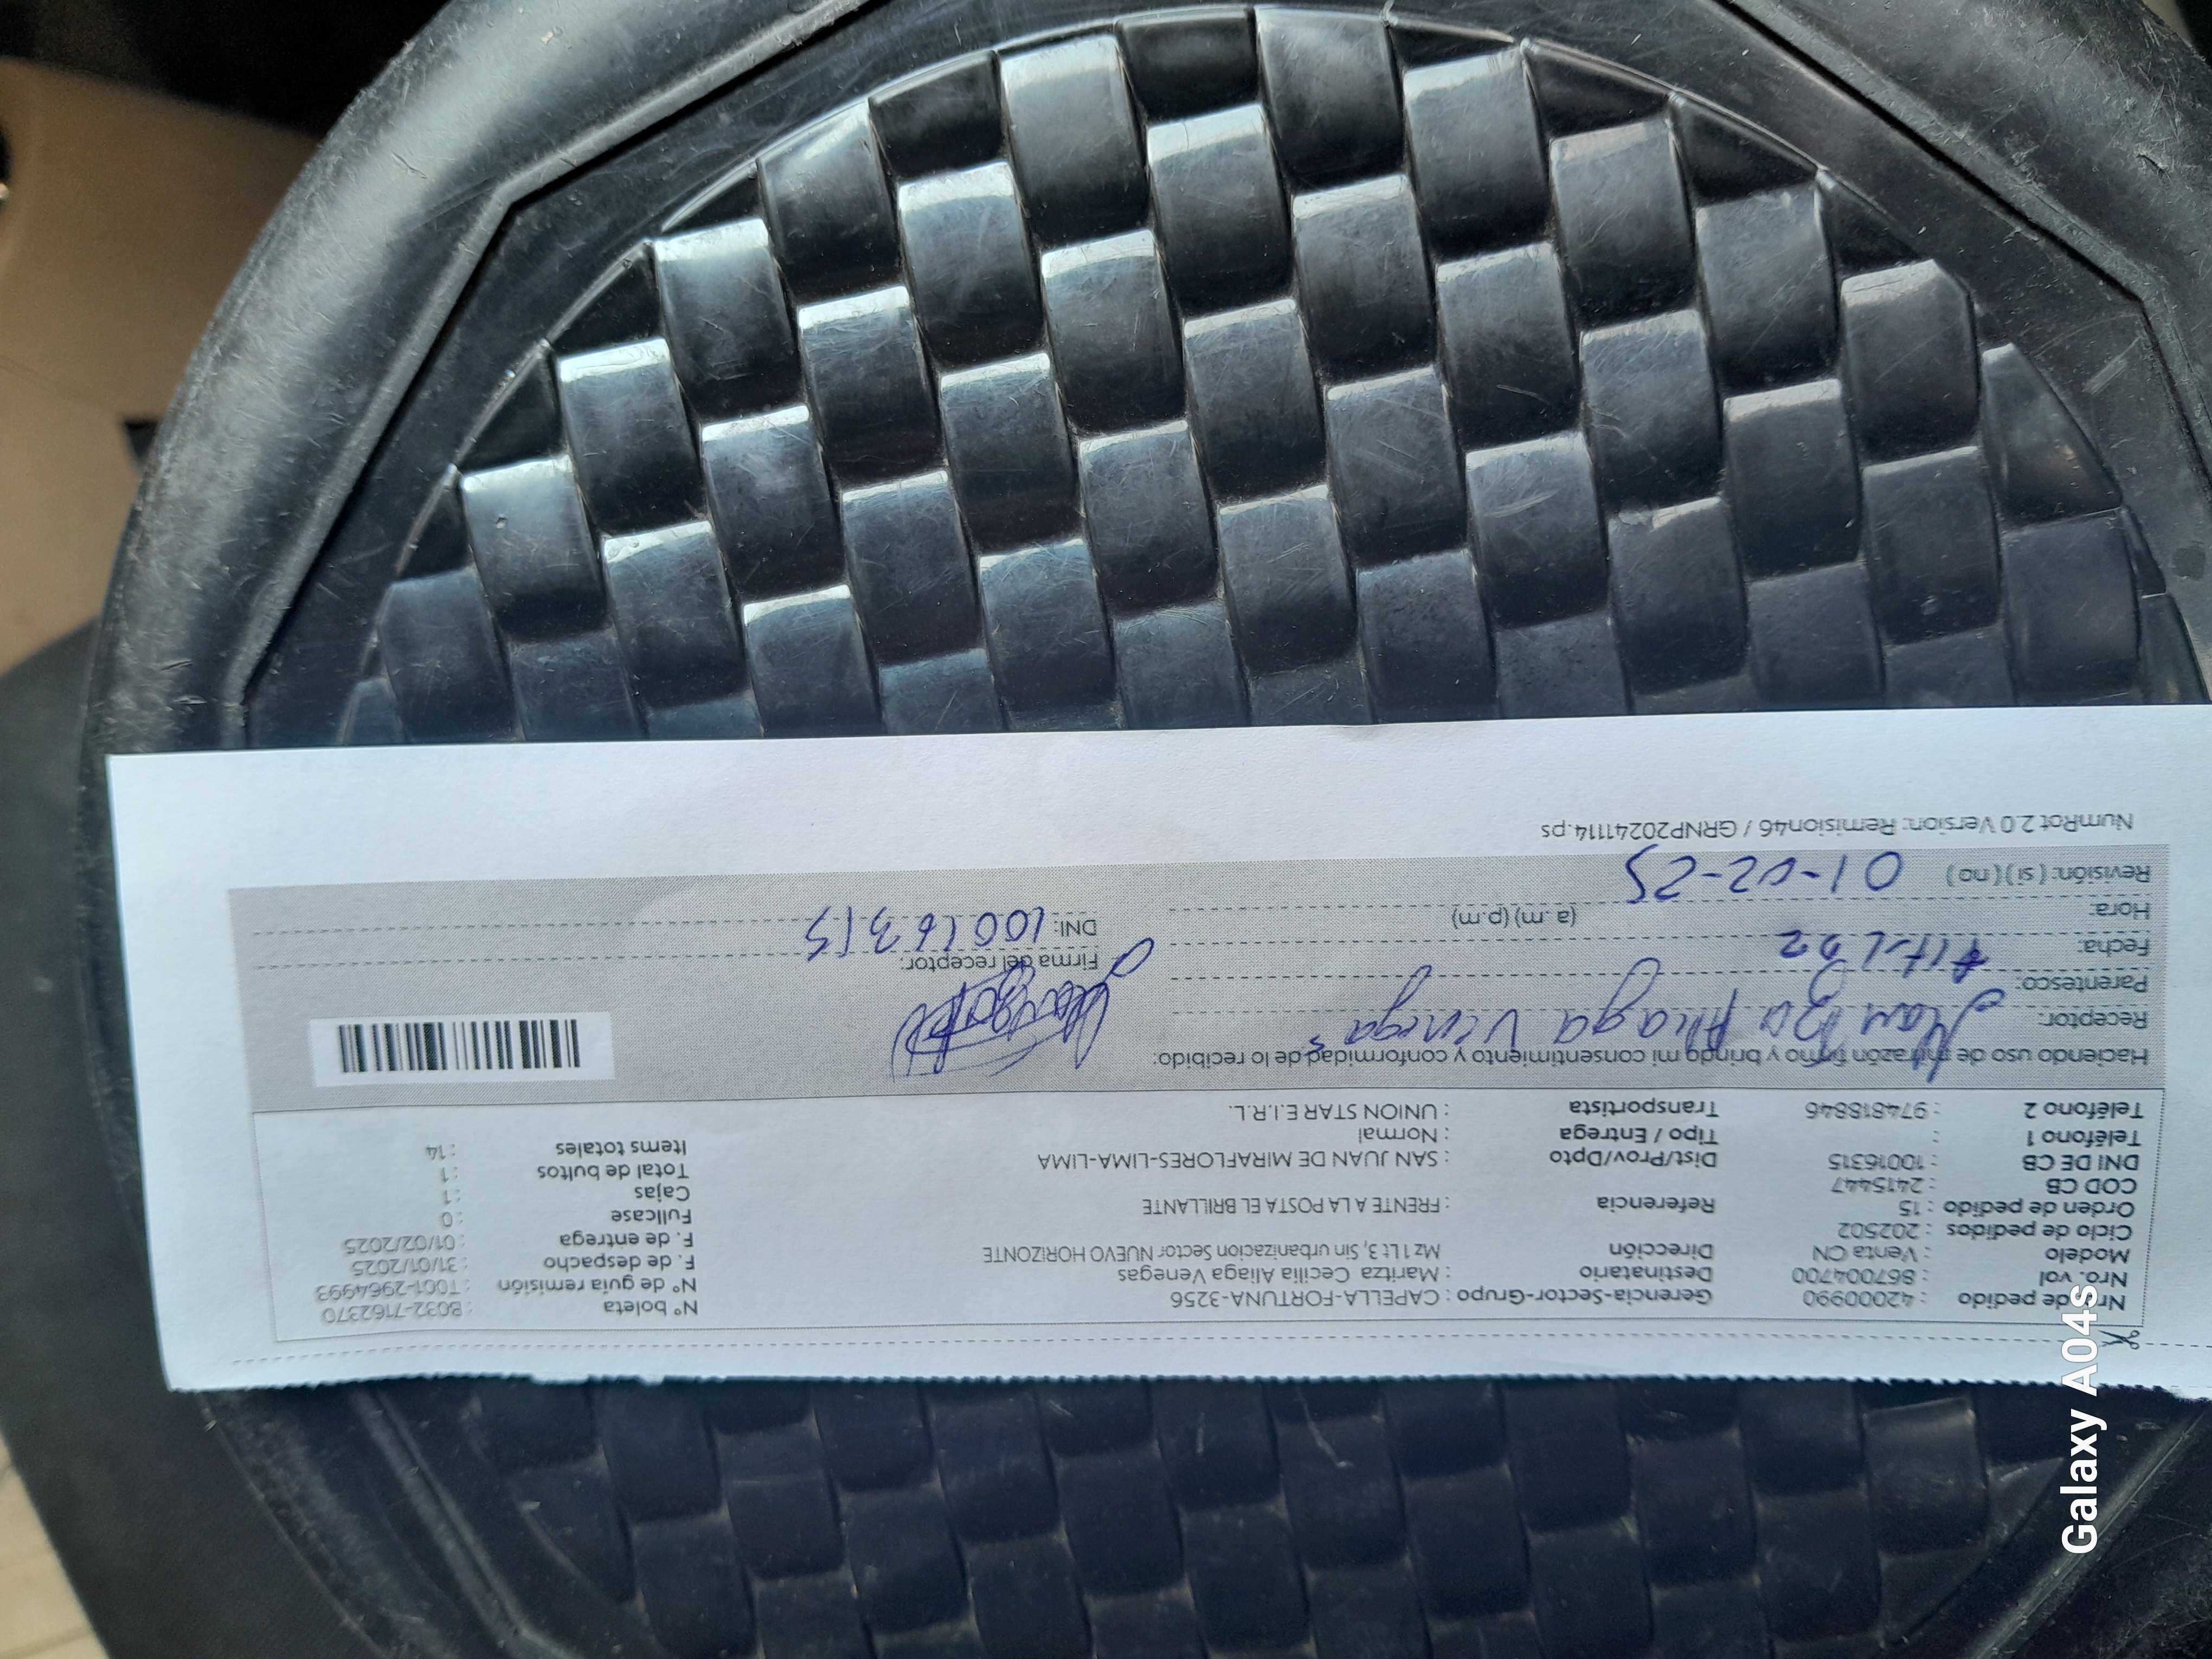 Nro. de pedido : 42000990 Gerencia-Sector-Grupo : CAPELLA-FORTUNA-3256 N° boleta : B032-7162370
Nro. vol. : 867004700 Destinatario : Maritza Cecilia Aliaga Venegas N° de guía remisión : T001-2964993
Modelo : Venta CN Dirección Mz 1 Lt 3, Sin urbanizacion Sector NUEVO HORIZONTE F. de despacho : 31/01/2025
Ciclo de pedidos : 202502 F. de entrega : 01/02/2025
Orden de pedido : 15 Referencia : FRENTE A LA POSTA EL BRILLANTE Fullcase : 0
COD CB : 2415447 Cajas : 1
DNI DE CB : 10016315 Dist/Prov/Dpto : SAN JUAN DE MIRAFLORES-LIMA-LIMA Total de bultos : 1
Teléfono 1 : Tipo / Entrega : Normal Items totales : 14
Teléfono 2 : 974818846 Transportista : UNION STAR E.I.R.L.
Haciendo uso de mi razón firmo y brindo mi consentimiento y conformidad de lo recibido:
Receptor: Maritza Aliaga Venegas
Parentesco:
Fecha: Firma del receptor:
Hora: (a.m) (p.m) DNI: 10016315
Revisión: (si) (no) 01-02-25
NumRot 2.0 Version: Remision46 / GRNP20241114.ps
Galaxy A04s